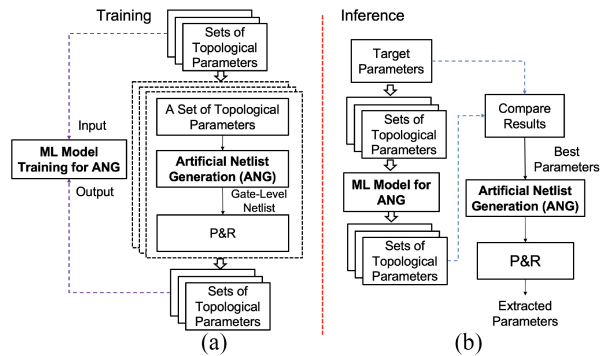 Training
Sets of
Topological
Parameters
A Set of Topological
Parameters
Input
ML Model
Training for ANG
Output
Artificial Netlist
Generation (ANG)
Gate-Level
Netlist
P&R
Sets of
Topological
Parameters
(a)
Inference
Target
Parameters
Sets of
Topological
Parameters
Compare
Results
Best
Parameters
ML Model for
ANG
Artificial Netlist
Generation (ANG)
Sets of
Topological
Parameters
P&R
Extracted
Parameters
(b)